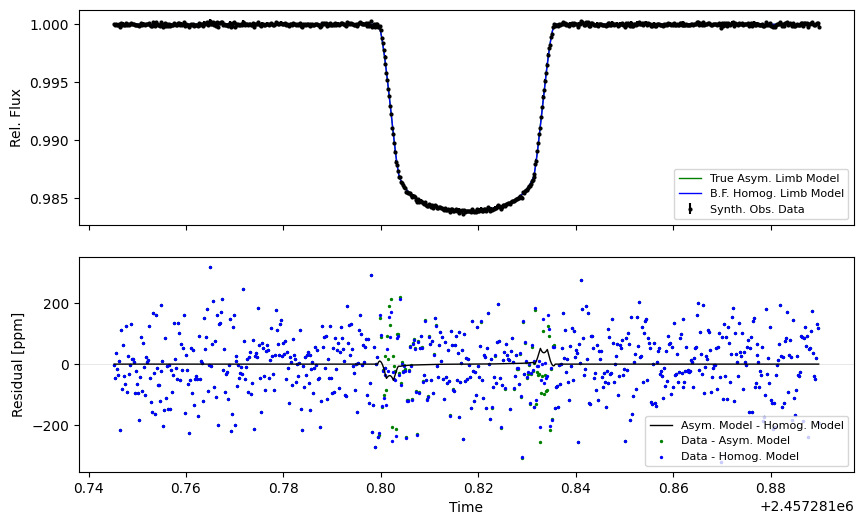 1.000
0.995
0.990
0.985
Rel. Flux
True Asym. Limb Model
B.F. Homog. Limb Model
Synth. Obs. Data
200
0
−200
Residual [ppm]
Asym. Model - Homog. Model
Data - Asym. Model
Data - Homog. Model
0.74 0.76 0.78 0.80 0.82 0.84 0.86 0.88
Time
+2.457281e6